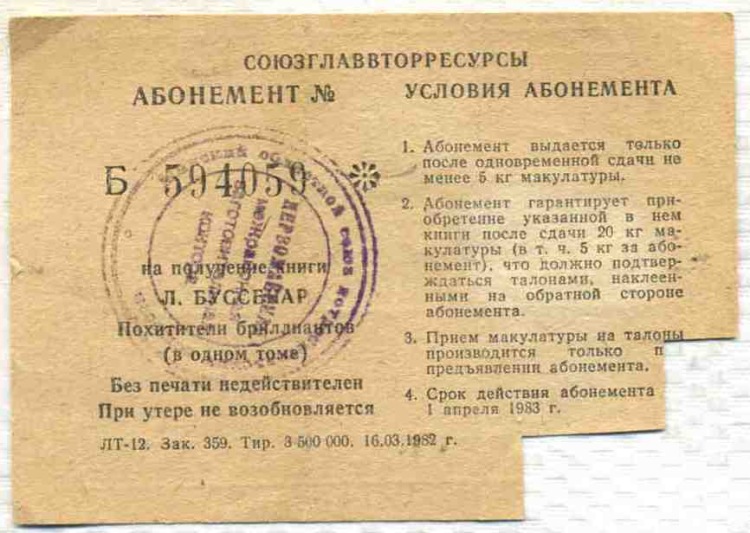 СОЮЗГЛАВВТОРРЕСУРСЫ
АБОНЕМЕНТ №
Б 594059
на получение книги
Л. БУССЕНАР
Похитители бриллиантов
(в одном томе)
Без печати недействителен
При утере не возобновляется
ЛТ-12. Зак. 359. Тир. 3 500 000. 16.03.1982 г.
УСЛОВИЯ АБОНЕМЕНТА
1. Абонемент выдается только
после одновременной сдачи не
менее 5 кг макулатуры.
2. Абонемент гарантирует при-
обретение указанной в нем
книги после сдачи 20 кг ма-
кулатуры (в т. ч. 5 кг за або-
немент), что должно подтвер-
ждаться талонами, наклеен-
ными на обратной стороне
абонемента.
3. Прием макулатуры на талоны
производится только п
предъявлении абонемента.
4. Срок действия абонемента
1 апреля 1983 г.
областной союз
контора